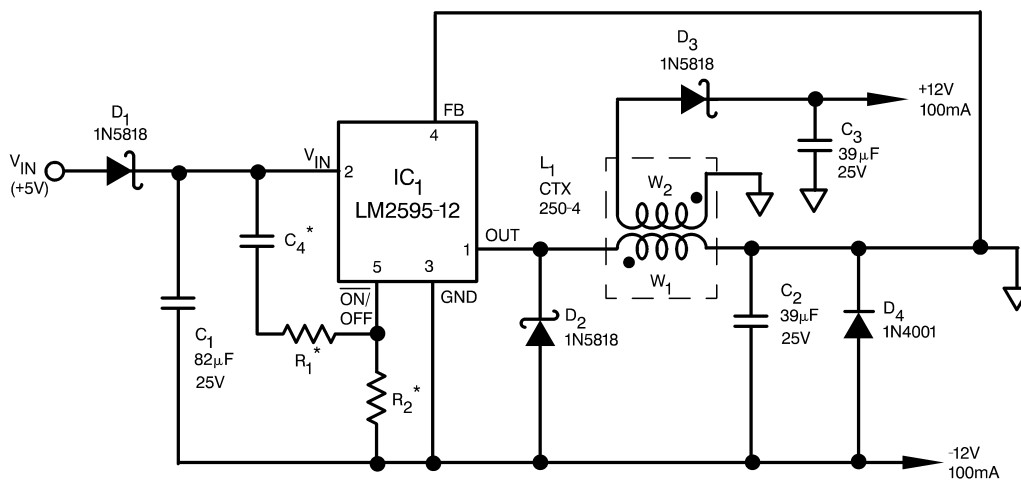 D1
1N5818
VIN
(+5V)
C1
82µF
25V
C4*
R1*
R2*
VIN
2
FB
4
IC1
LM2595-12
1
OUT
5
3
ON/
OFF
GND
D2
1N5818
L1
CTX
250-4
W2
W1
D3
1N5818
+12V
100mA
C3
39µF
25V
C2
39µF
25V
D4
1N4001
-12V
100mA